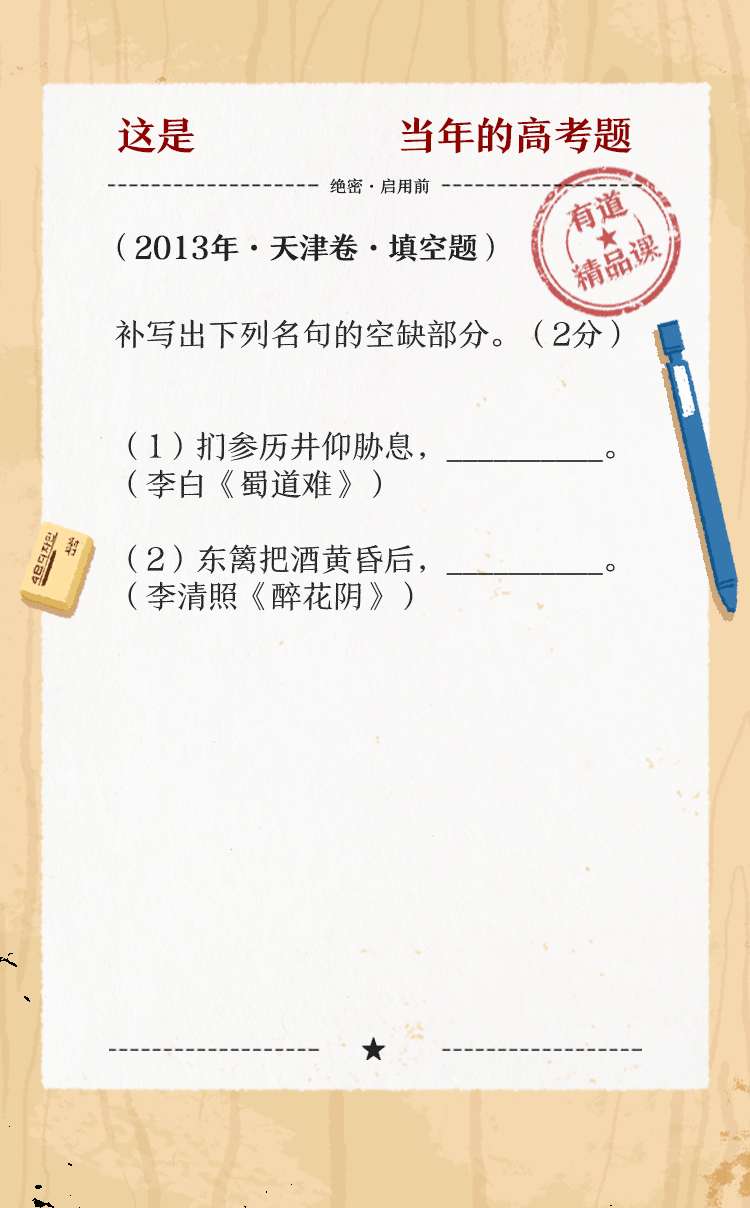 这是 当年的高考题
绝密·启用前
有道
精品课
（2013年·天津卷·填空题）
补写出下列名句的空缺部分。（2分）
（1）扪参历井仰胁息，__________。
（李白《蜀道难》）
（2）东篱把酒黄昏后，__________。
（李清照《醉花阴》）